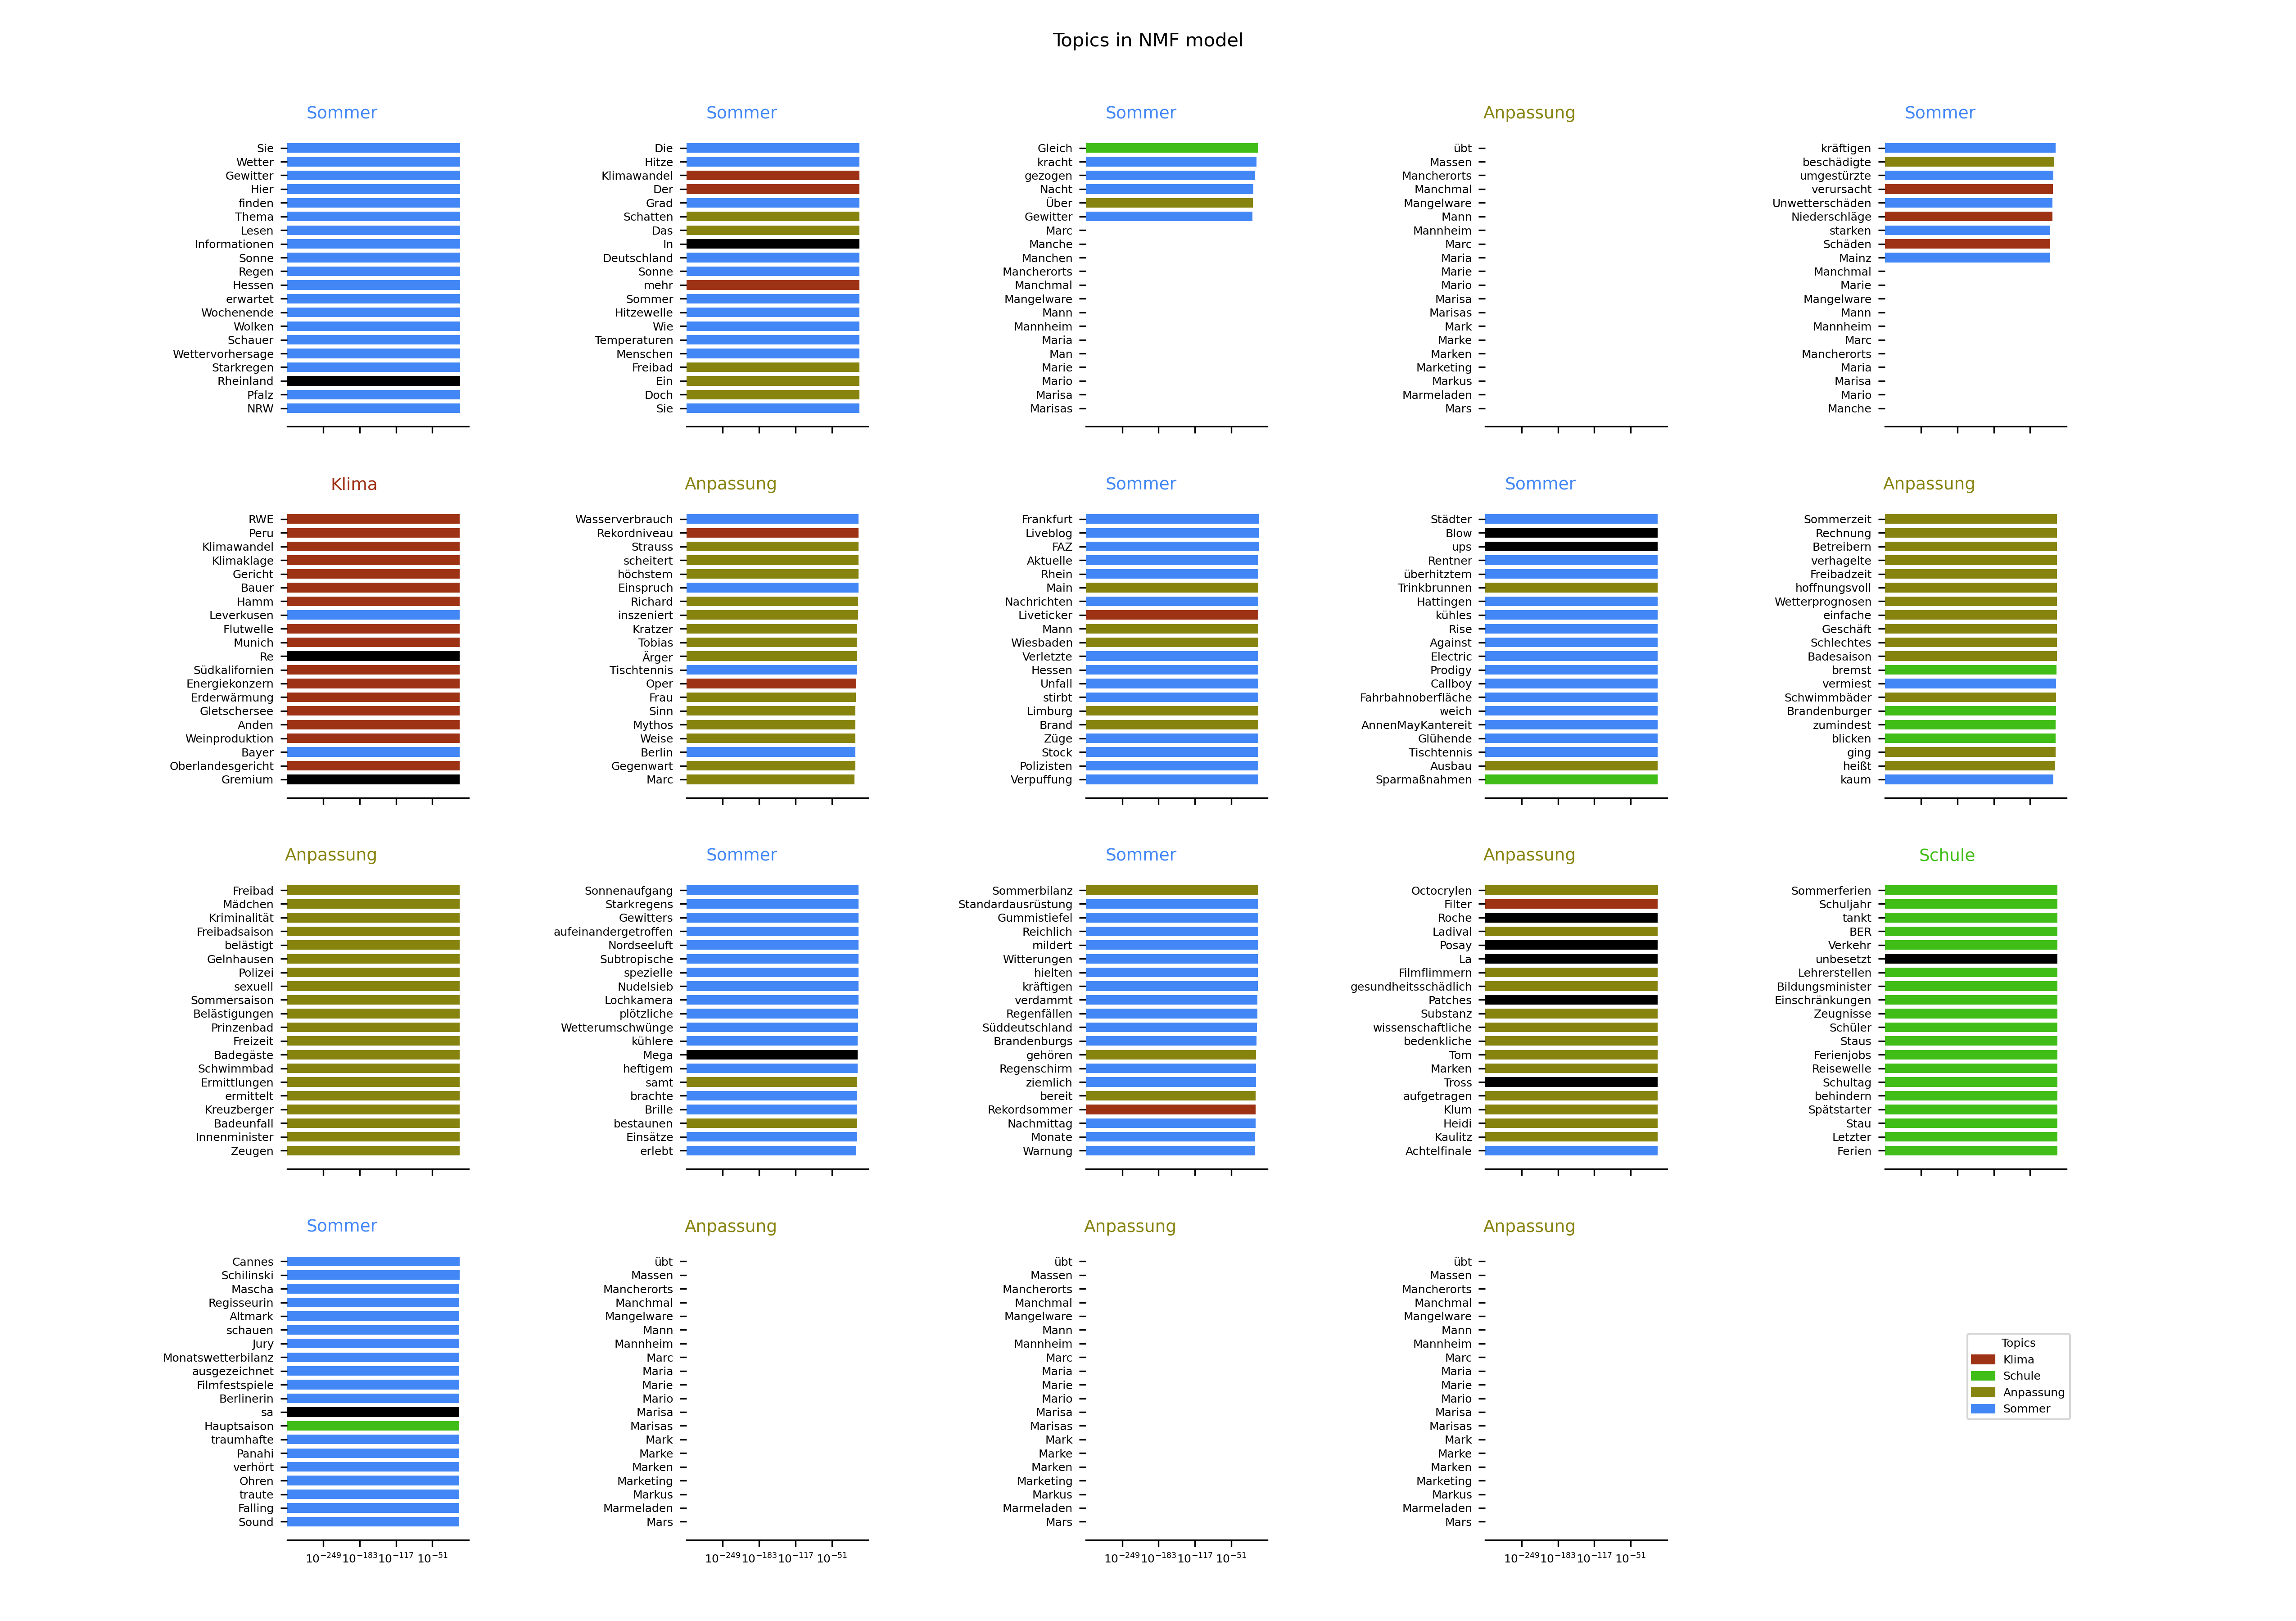 Topics in NMF model
Sommer
Sie
Wetter
Gewitter
Hier
finden
Thema
Lesen
Informationen
Sonne
Regen
Hessen
erwartet
Wochenende
Wolken
Schauer
Wettervorhersage
Starkregen
Rheinland
Pfalz
NRW
Sommer
Die
Hitze
Klimawandel
Der
Grad
Schatten
Das
In
Deutschland
Sonne
mehr
Sommer
Hitzewelle
Wie
Temperaturen
Menschen
Freibad
Ein
Doch
Sie
Sommer
Gleich
kracht
gezogen
Nacht
Über
Gewitter
Marc
Manche
Manchen
Mancherorts
Manchmal
Mangelware
Mann
Mannheim
Maria
Man
Marie
Mario
Marisa
Marisas
Anpassung
übt
Massen
Mancherorts
Manchmal
Mangelware
Mann
Mannheim
Marc
Maria
Marie
Mario
Marisa
Marisas
Mark
Marke
Marken
Marketing
Markus
Marmeladen
Mars
Sommer
kräftigen
beschädigte
umgestürzte
verursacht
Unwetterschäden
Niederschläge
starken
Schäden
Mainz
Manchmal
Marie
Mangelware
Mann
Mannheim
Marc
Mancherorts
Maria
Marisa
Mario
Manche
Klima
RWE
Peru
Klimawandel
Klimaklage
Gericht
Bauer
Hamm
Leverkusen
Flutwelle
Munich
Re
Südkalifornien
Energiekonzern
Erderwärmung
Gletschersee
Anden
Weinproduktion
Bayer
Oberlandesgericht
Gremium
Anpassung
Wasserverbrauch
Rekordniveau
Strauss
scheitert
höchstem
Einspruch
Richard
inszeniert
Kratzer
Tobias
Ärger
Tischtennis
Oper
Frau
Sinn
Mythos
Weise
Berlin
Gegenwart
Marc
Sommer
Frankfurt
Liveblog
FAZ
Aktuelle
Rhein
Main
Nachrichten
Liveticker
Mann
Wiesbaden
Verletzte
Hessen
Unfall
stirbt
Limburg
Brand
Züge
Stock
Polizisten
Verpuffung
Sommer
Städter
Blow
ups
Rentner
überhitztem
Trinkbrunnen
Hattingen
kühles
Rise
Against
Electric
Prodigy
Callboy
Fahrbahnoberfläche
weich
AnnenMayKantereit
Glühende
Tischtennis
Ausbau
Sparmaßnahmen
Anpassung
Sommerzeit
Rechnung
Betreibern
verhagelte
Freibadzeit
hoffnungsvoll
Wetterprognosen
einfache
Geschäft
Schlechtes
Badesaison
bremst
vermiest
Schwimmbäder
Brandenburger
zumindest
blicken
ging
heißt
kaum
Anpassung
Freibad
Mädchen
Kriminalität
Freibadsaison
belästigt
Gelnhausen
Polizei
sexuell
Sommersaison
Belästigungen
Prinzenbad
Freizeit
Badegäste
Schwimmbad
Ermittlungen
ermittelt
Kreuzberger
Badeunfall
Innenminister
Zeugen
Sommer
Sonnenaufgang
Starkregens
Gewitters
aufeinandergetroffen
Nordseeluft
Subtropische
spezielle
Nudelsieb
Lochkamera
plötzliche
Wetterumschwünge
kühlere
Mega
heftigem
samt
brachte
Brille
bestaunen
Einsätze
erlebt
Sommer
Sommerbilanz
Standardausrüstung
Gummistiefel
Reichlich
mildert
Witterungen
hielten
kräftigen
verdammt
Regenfällen
Süddeutschland
Brandenburgs
gehören
Regenschirm
ziemlich
bereit
Rekordsommer
Nachmittag
Monate
Warnung
Anpassung
Octocrylen
Filter
Roche
Ladival
Posay
La
Filmflimmern
gesundheitsschädlich
Patches
Substanz
wissenschaftliche
bedenkliche
Tom
Marken
Tross
aufgetragen
Klum
Heidi
Kaulitz
Achtelfinale
Schule
Sommerferien
Schuljahr
tankt
BER
Verkehr
unbesetzt
Lehrerstellen
Bildungsminister
Einschränkungen
Zeugnisse
Schüler
Staus
Ferienjobs
Reisewelle
Schultag
behindern
Spätstarter
Stau
Letzter
Ferien
Sommer
Cannes
Schilinski
Mascha
Regisseurin
Altmark
schauen
Jury
Monatswetterbilanz
ausgezeichnet
Filmfestspiele
Berlinerin
sa
Hauptsaison
traumhafte
Panahi
verhört
Ohren
traute
Falling
Sound
10^-249 10^-183 10^-117 10^-51
Anpassung
übt
Massen
Mancherorts
Manchmal
Mangelware
Mann
Mannheim
Marc
Maria
Marie
Mario
Marisa
Marisas
Mark
Marke
Marken
Marketing
Markus
Marmeladen
Mars
10^-249 10^-183 10^-117 10^-51
Anpassung
übt
Massen
Mancherorts
Manchmal
Mangelware
Mann
Mannheim
Marc
Maria
Marie
Mario
Marisa
Marisas
Mark
Marke
Marken
Marketing
Markus
Marmeladen
Mars
10^-249 10^-183 10^-117 10^-51
Anpassung
übt
Massen
Mancherorts
Manchmal
Mangelware
Mann
Mannheim
Marc
Maria
Marie
Mario
Marisa
Marisas
Mark
Marke
Marken
Marketing
Markus
Marmeladen
Mars
10^-249 10^-183 10^-117 10^-51
Topics
Klima
Schule
Anpassung
Sommer